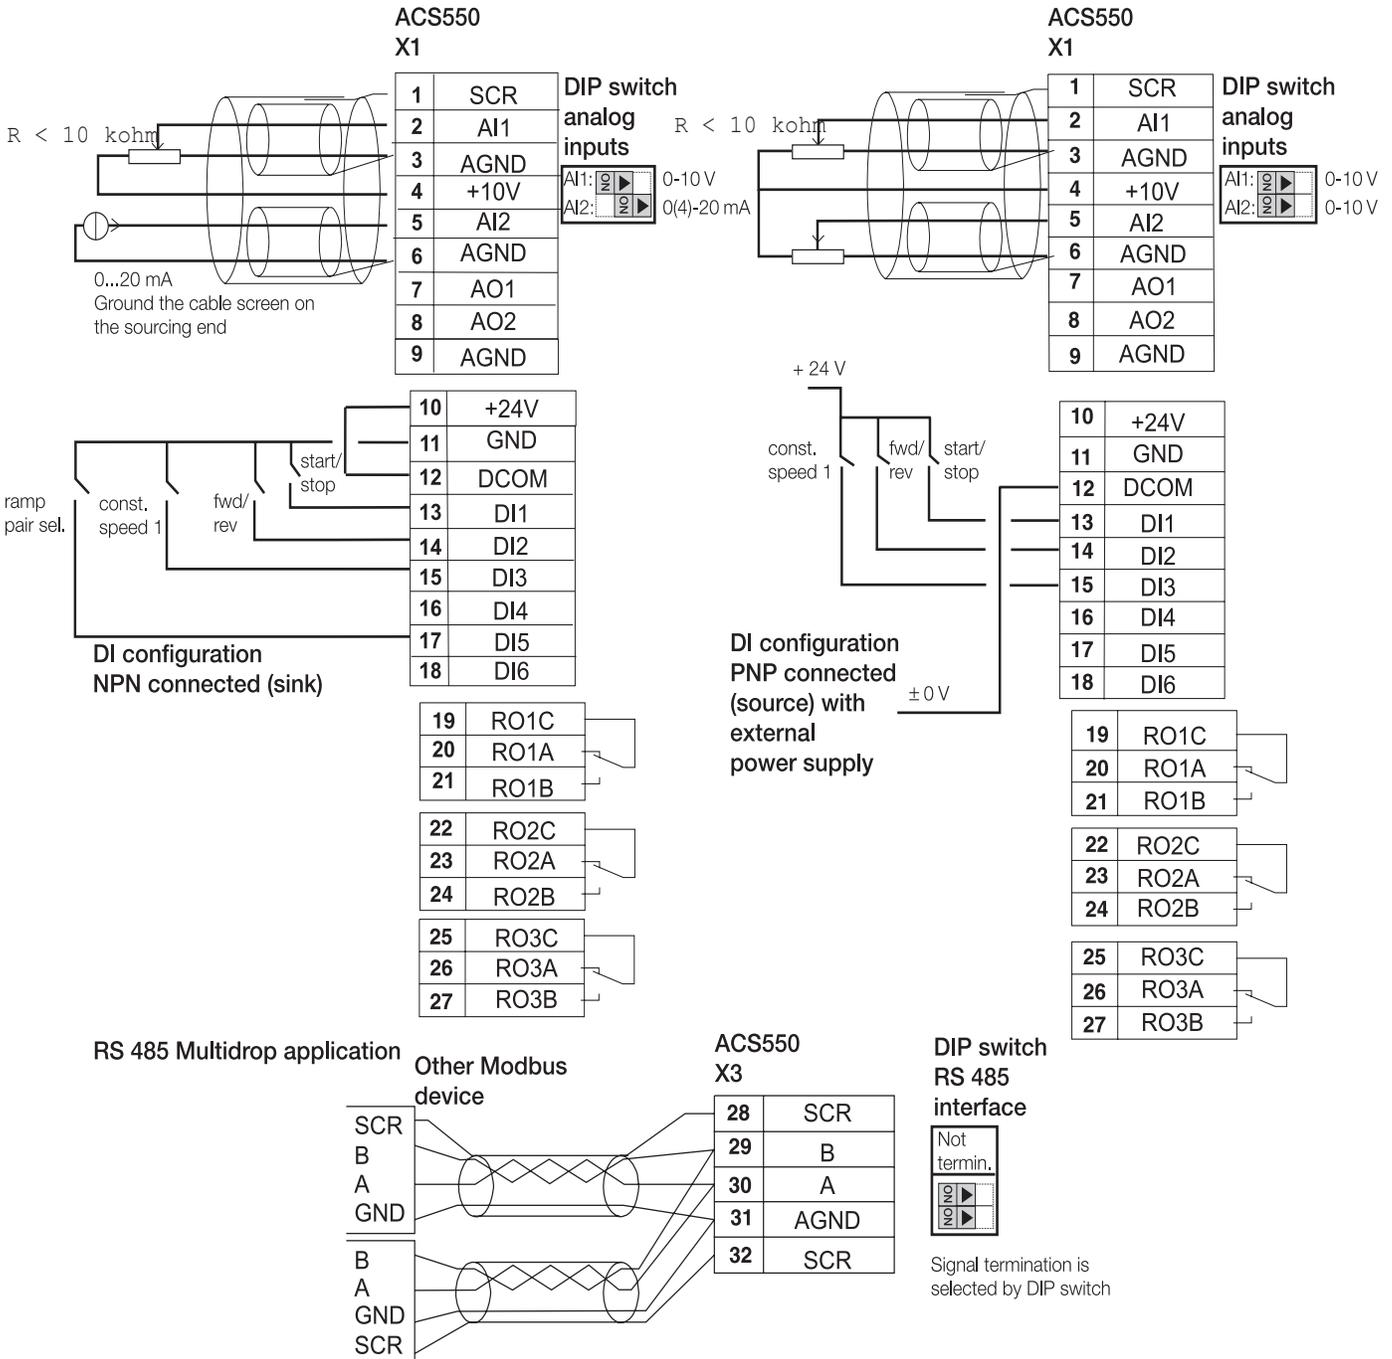 ACS550
X1
1 SCR
2 AI1
3 AGND
4 +10V
5 AI2
6 AGND
7 AO1
8 AO2
9 AGND
DIP switch
analog
inputs
AI1: ON 0-10 V
AI2: ON 0(4)-20 mA
R < 10 kohm
0...20 mA
Ground the cable screen on
the sourcing end
10 +24V
11 GND
12 DCOM
13 DI1
14 DI2
15 DI3
16 DI4
17 DI5
18 DI6
start/
stop
fwd/
rev
const.
speed 1
ramp
pair sel.
DI configuration
NPN connected (sink)
19 RO1C
20 RO1A
21 RO1B
22 RO2C
23 RO2A
24 RO2B
25 RO3C
26 RO3A
27 RO3B
ACS550
X1
1 SCR
2 AI1
3 AGND
4 +10V
5 AI2
6 AGND
7 AO1
8 AO2
9 AGND
DIP switch
analog
inputs
AI1: ON 0-10 V
AI2: ON 0-10 V
R < 10 kohm
+ 24 V
const.
speed 1
fwd/
rev
start/
stop
10 +24V
11 GND
12 DCOM
13 DI1
14 DI2
15 DI3
16 DI4
17 DI5
18 DI6
DI configuration
PNP connected
(source) with
external
power supply
± 0 V
19 RO1C
20 RO1A
21 RO1B
22 RO2C
23 RO2A
24 RO2B
25 RO3C
26 RO3A
27 RO3B
RS 485 Multidrop application
Other Modbus
device
SCR
B
A
GND
B
A
GND
SCR
ACS550
X3
28 SCR
29 B
30 A
31 AGND
32 SCR
DIP switch
RS 485
interface
Not
termin.
ON
ON
Signal termination is
selected by DIP switch